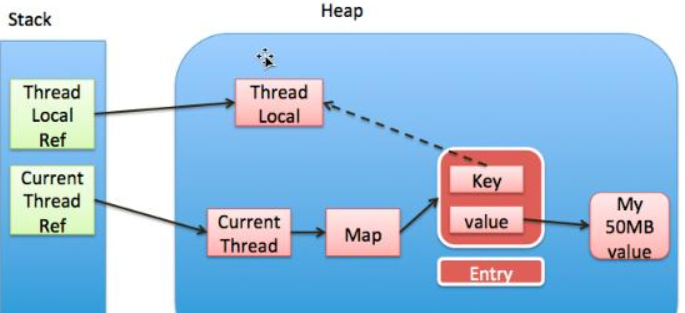 Stack
Heap
Thread
Local
Ref
Thread
Local
Current
Thread
Ref
Current
Thread
Map
Key
value
Entry
My
50MB
value